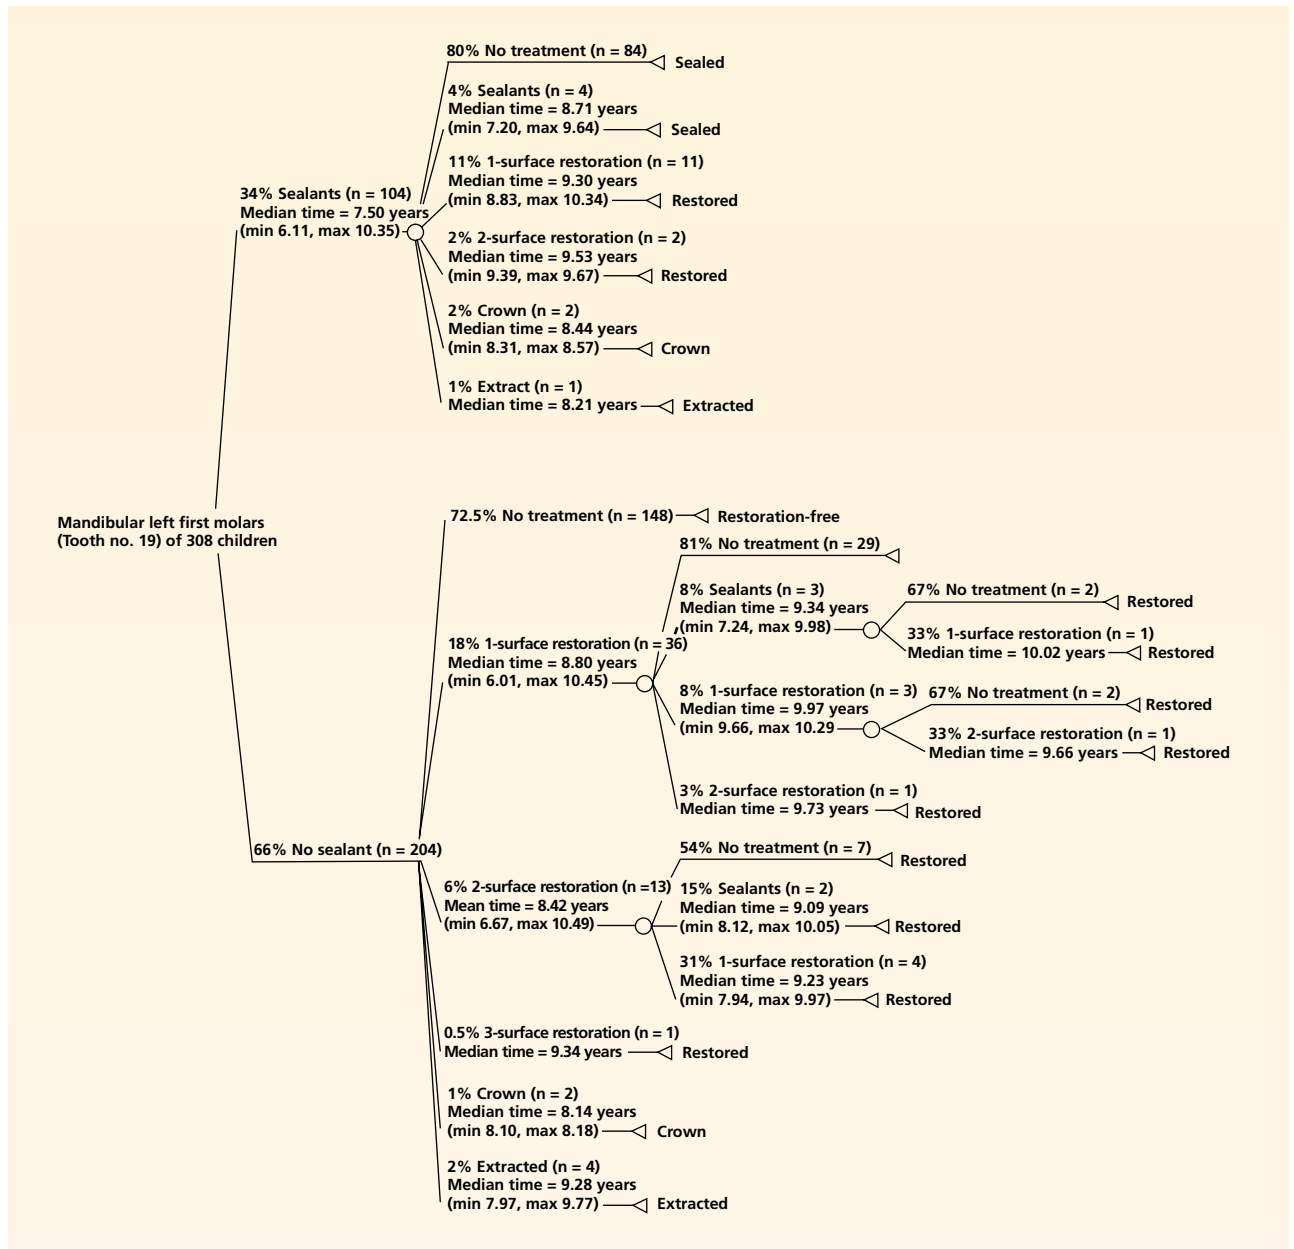 80% No treatment (n = 84)
Sealed
4% Sealants (n = 4)
Median time = 8.71 years
(min 7.20, max 9.64)
Sealed
11% 1-surface restoration (n = 11)
Median time = 9.30 years
(min 8.83, max 10.34)
Restored
34% Sealants (n = 104)
Median time = 7.50 years
(min 6.11, max 10.35)
2% 2-surface restoration (n = 2)
Median time = 9.53 years
(min 9.39, max 9.67)
Restored
2% Crown (n = 2)
Median time = 8.44 years
(min 8.31, max 8.57)
Crown
1% Extract (n = 1)
Median time = 8.21 years
Extracted
Mandibular left first molars
(Tooth no. 19) of 308 children
72.5% No treatment (n = 148)
Restoration-free
81% No treatment (n = 29)
8% Sealants (n = 3)
Median time = 9.34 years
(min 7.24, max 9.98)
67% No treatment (n = 2)
Restored
33% 1-surface restoration (n = 1)
Median time = 10.02 years
Restored
18% 1-surface restoration (n = 36)
Median time = 8.80 years
(min 6.01, max 10.45)
8% 1-surface restoration (n = 3)
Median time = 9.97 years
(min 9.66, max 10.29
67% No treatment (n = 2)
Restored
33% 2-surface restoration (n = 1)
Median time = 9.66 years
Restored
3% 2-surface restoration (n = 1)
Median time = 9.73 years
Restored
66% No sealant (n = 204)
54% No treatment (n = 7)
Restored
6% 2-surface restoration (n =13)
Mean time = 8.42 years
(min 6.67, max 10.49)
15% Sealants (n = 2)
Median time = 9.09 years
(min 8.12, max 10.05)
Restored
31% 1-surface restoration (n = 4)
Median time = 9.23 years
(min 7.94, max 9.97)
Restored
0.5% 3-surface restoration (n = 1)
Median time = 9.34 years
Restored
1% Crown (n = 2)
Median time = 8.14 years
(min 8.10, max 8.18)
Crown
2% Extracted (n = 4)
Median time = 9.28 years
(min 7.97, max 9.77)
Extracted